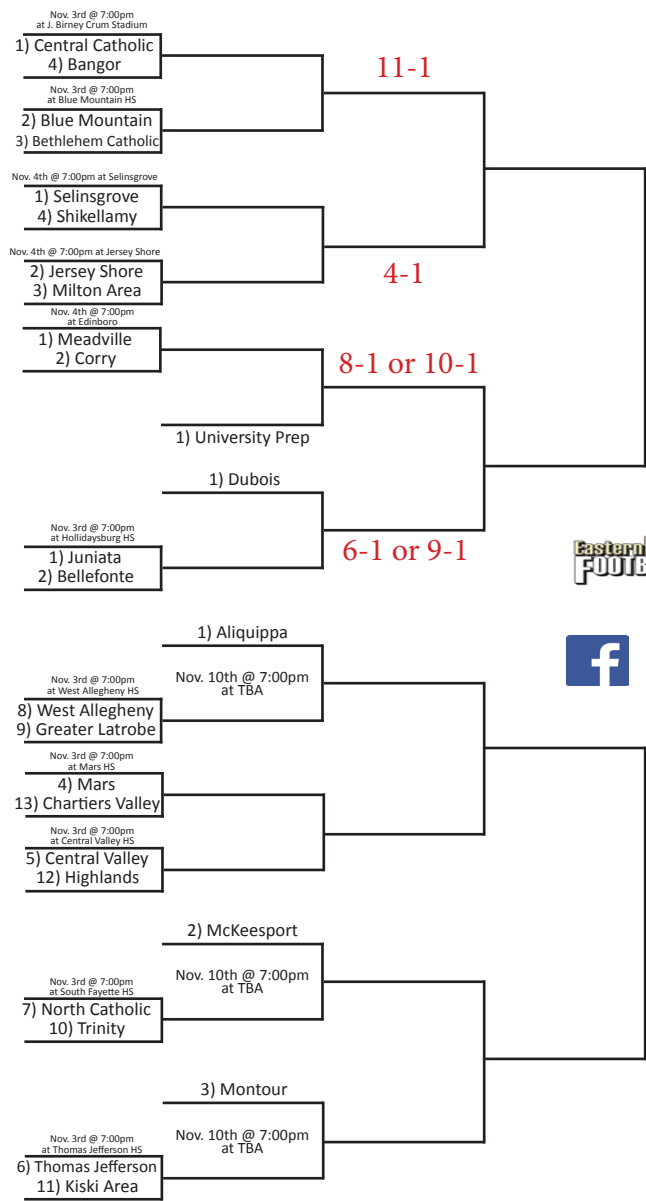 Nov. 3rd @ 7:00pm
at J. Birney Crum Stadium
1) Central Catholic
4) Bangor
11-1
Nov. 3rd @ 7:00pm
at Blue Mountain HS
2) Blue Mountain
3) Bethlehem Catholic
Nov. 4th @ 7:00pm at Selinsgrove
1) Selinsgrove
4) Shikellamy
4-1
Nov. 4th @ 7:00pm at Jersey Shore
2) Jersey Shore
3) Milton Area
Nov. 4th @ 7:00pm
at Edinboro
1) Meadville
2) Corry
8-1 or 10-1
1) University Prep
1) Dubois
6-1 or 9-1
Nov. 3rd @ 7:00pm
at Hollidaysburg HS
1) Juniata
2) Bellefonte
Eastern
FOOTB
1) Aliquippa
Nov. 10th @ 7:00pm
at TBA
Nov. 3rd @ 7:00pm
at West Allegheny HS
8) West Allegheny
9) Greater Latrobe
f
Nov. 3rd @ 7:00pm
at Mars HS
4) Mars
13) Chartiers Valley
Nov. 3rd @ 7:00pm
at Central Valley HS
5) Central Valley
12) Highlands
2) McKeesport
Nov. 10th @ 7:00pm
at TBA
Nov. 3rd @ 7:00pm
at South Fayette HS
7) North Catholic
10) Trinity
3) Montour
Nov. 10th @ 7:00pm
at TBA
Nov. 3rd @ 7:00pm
at Thomas Jefferson HS
6) Thomas Jefferson
11) Kiski Area